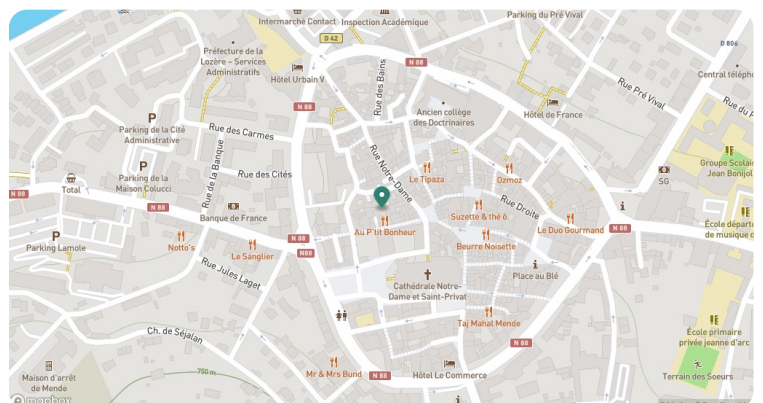 Intermarché Contact
Inspection Académique
Parking du Pré Vival
D 42
D 806
Préfecture de la
Lozère – Services
Administratifs
N 88
Hôtel Urbain V
Rue des Bains
Central télépho
Rue Pré Vival
N 88
Ancien collège
des Doctrinaires
Hôtel de France
P
Parking de la Cité
Administrative
Rue des Carmes
Rue de la Banque
Rue Notre-Dame
N 88
Groupe Scolai
Jean Bonijol
P
Parking de la
Maison Colucci
Rue des Cités
Le Tipaza
Ozmoz
SG
Total
N 88
N 88
Banque de France
Au P'tit Bonheur
Suzette & thé ô
Rue Droite
Le Duo Gourmand
N 88
École départe
de musique d
P
Parking Lamole
Notto's
Le Sanglier
N88
Beurre Noisette
Rue Jules Laget
Cathédrale Notre-
Dame et Saint-Prival
Place au Blé
Ch. de Séjalan
Taj Mahal Mende
École primaire
privée jeanne d'arc
N 88
750 m
Maison d'arrêt
de Mende
Mr & Mrs Bund
N 88
Hôtel Le Commerce
Terrain des Soeurs
mapbox